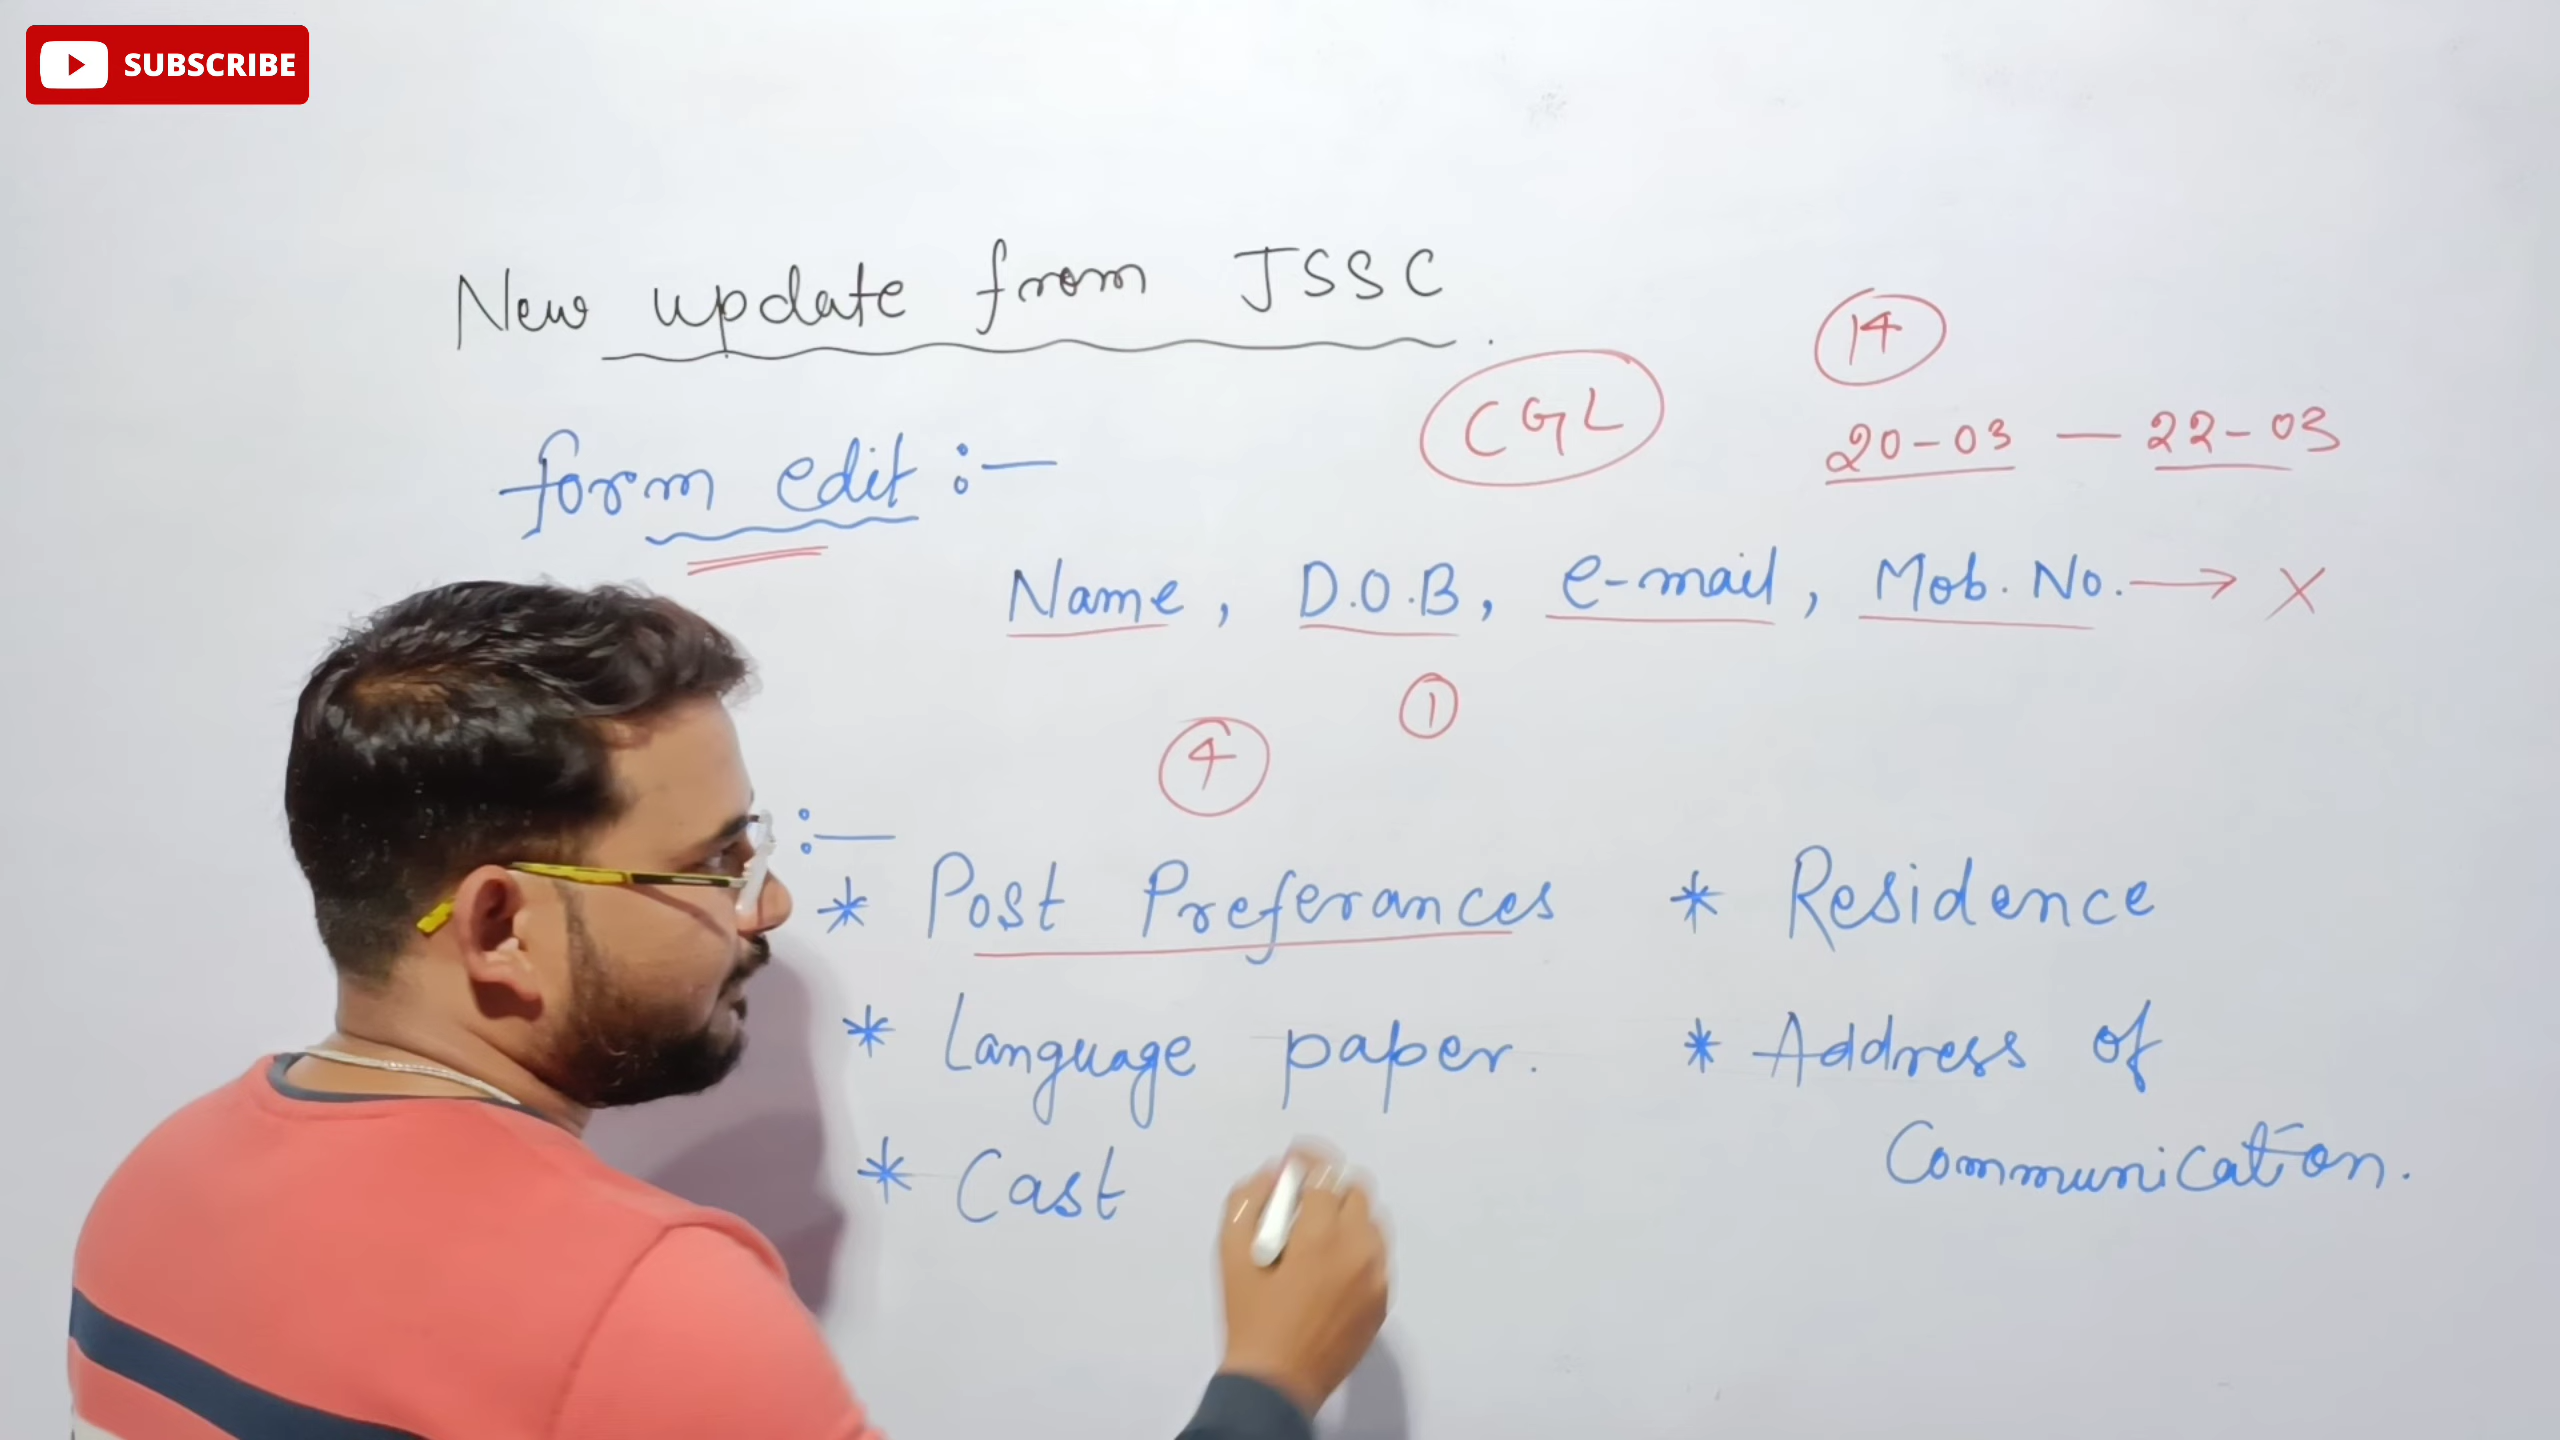 SUBSCRIBE
New update from JSSC.
14
CGL
20-03 — 22-03
form edit :—
Name, D.O.B, e-mail, Mob. No. → X
1
4
:—
* Post Preferances
* Residence
* Language paper.
* Address of
Communication.
* Cast